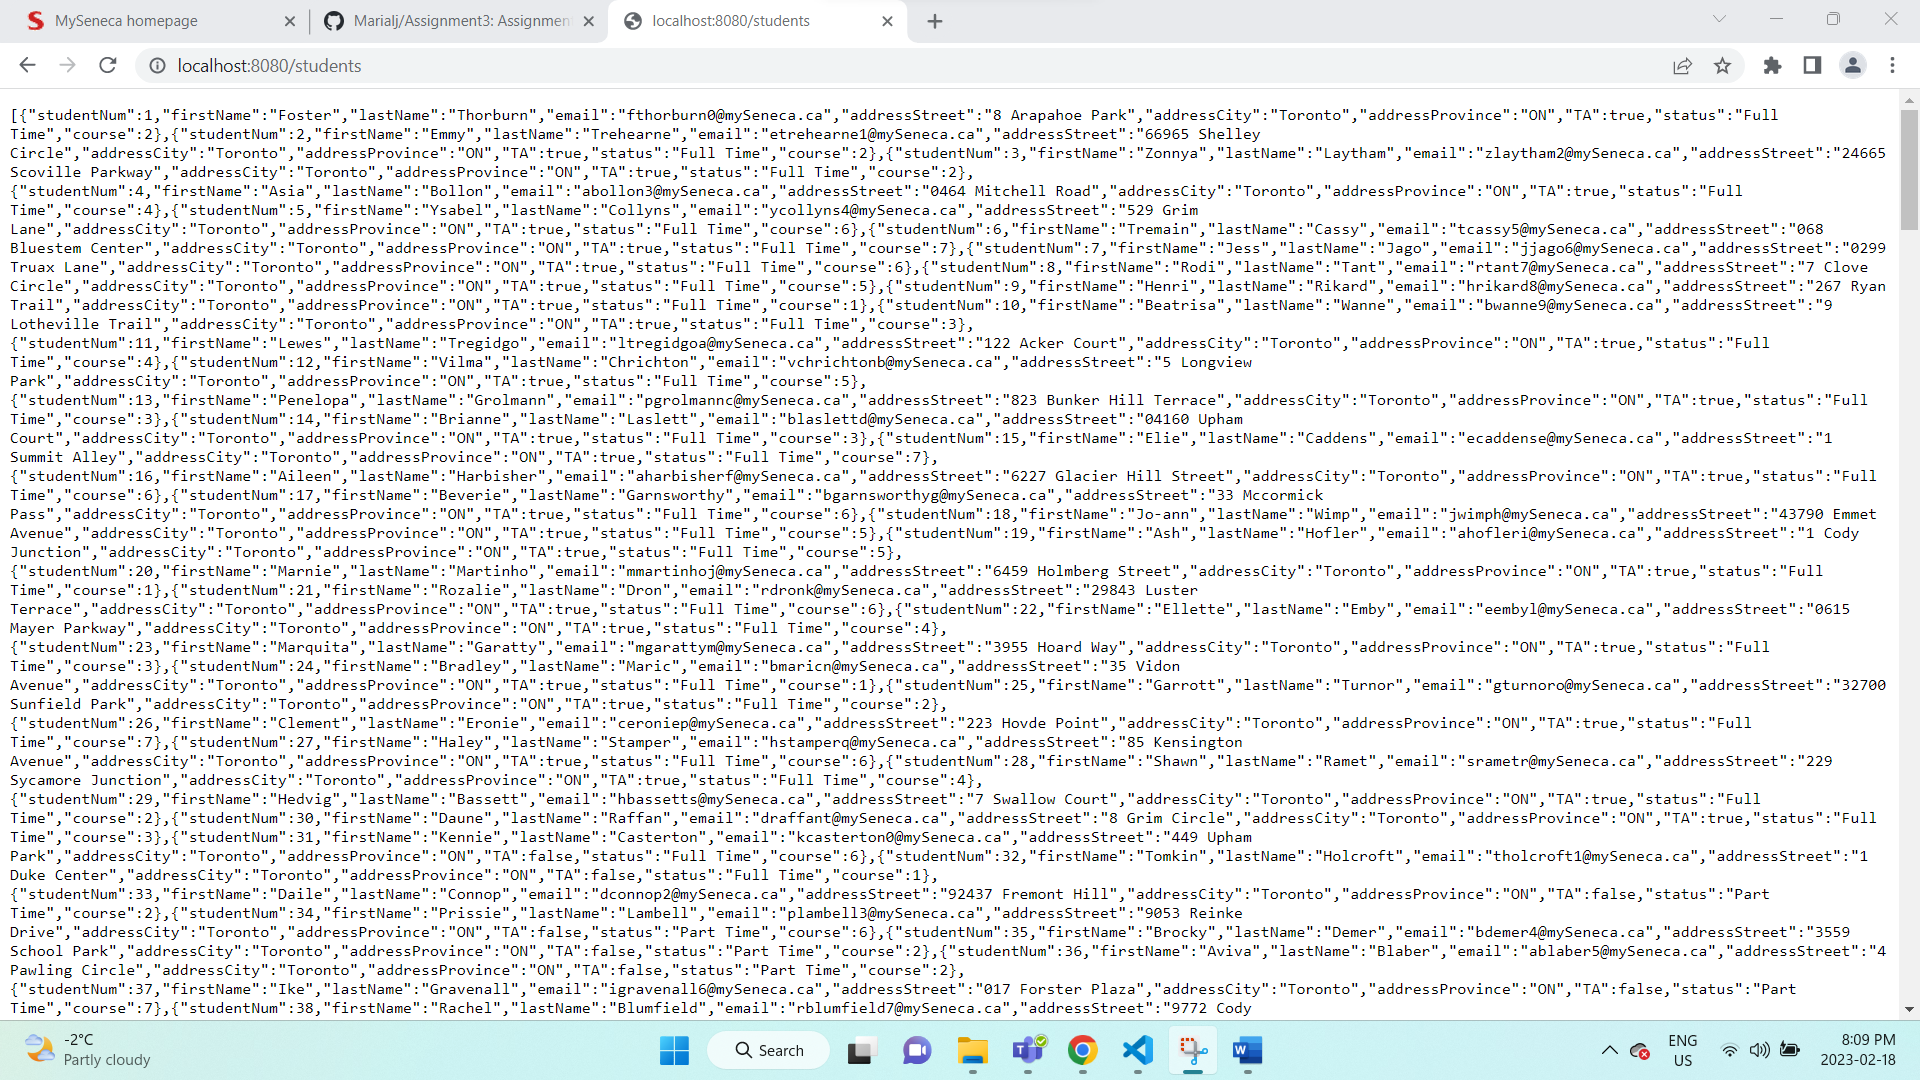 MySeneca homepage
Marialj/Assignment3: Assignmen
localhost:8080/students
localhost:8080/students
[{"studentNum":1,"firstName":"Foster","lastName":"Thorburn","email":"fthorburn0@mySeneca.ca","addressStreet":"8 Arapahoe Park","addressCity":"Toronto","addressProvince":"ON","TA":true,"status":"Full
Time","course":2},{"studentNum":2,"firstName":"Emmy","lastName":"Trehearne","email":"etrehearne1@mySeneca.ca","addressStreet":"66965 Shelley
Circle","addressCity":"Toronto","addressProvince":"ON","TA":true,"status":"Full Time","course":2},{"studentNum":3,"firstName":"Zonnya","lastName":"Laytham","email":"zlaytham2@mySeneca.ca","addressStreet":"24665
Scoville Parkway","addressCity":"Toronto","addressProvince":"ON","TA":true,"status":"Full Time","course":2},
{"studentNum":4,"firstName":"Asia","lastName":"Bollon","email":"abollon3@mySeneca.ca","addressStreet":"0464 Mitchell Road","addressCity":"Toronto","addressProvince":"ON","TA":true,"status":"Full
Time","course":4},{"studentNum":5,"firstName":"Ysabel","lastName":"Collyns","email":"ycollyns4@mySeneca.ca","addressStreet":"529 Grim
Lane","addressCity":"Toronto","addressProvince":"ON","TA":true,"status":"Full Time","course":6},{"studentNum":6,"firstName":"Tremain","lastName":"Cassy","email":"tcassy5@mySeneca.ca","addressStreet":"068
Bluestem Center","addressCity":"Toronto","addressProvince":"ON","TA":true,"status":"Full Time","course":7},{"studentNum":7,"firstName":"Jess","lastName":"Jago","email":"jjago6@mySeneca.ca","addressStreet":"0299
Truax Lane","addressCity":"Toronto","addressProvince":"ON","TA":true,"status":"Full Time","course":6},{"studentNum":8,"firstName":"Rodi","lastName":"Tant","email":"rtant7@mySeneca.ca","addressStreet":"7 Clove
Circle","addressCity":"Toronto","addressProvince":"ON","TA":true,"status":"Full Time","course":5},{"studentNum":9,"firstName":"Henri","lastName":"Rikard","email":"hrikard8@mySeneca.ca","addressStreet":"267 Ryan
Trail","addressCity":"Toronto","addressProvince":"ON","TA":true,"status":"Full Time","course":1},{"studentNum":10,"firstName":"Beatrisa","lastName":"Wanne","email":"bwanne9@mySeneca.ca","addressStreet":"9
Lotheville Trail","addressCity":"Toronto","addressProvince":"ON","TA":true,"status":"Full Time","course":3},
{"studentNum":11,"firstName":"Lewes","lastName":"Tregidgo","email":"ltregidgoa@mySeneca.ca","addressStreet":"122 Acker Court","addressCity":"Toronto","addressProvince":"ON","TA":true,"status":"Full
Time","course":4},{"studentNum":12,"firstName":"Vilma","lastName":"Chrichton","email":"vchrichtonb@mySeneca.ca","addressStreet":"5 Longview
Park","addressCity":"Toronto","addressProvince":"ON","TA":true,"status":"Full Time","course":5},
{"studentNum":13,"firstName":"Penelopa","lastName":"Grolmann","email":"pgrolmannc@mySeneca.ca","addressStreet":"823 Bunker Hill Terrace","addressCity":"Toronto","addressProvince":"ON","TA":true,"status":"Full
Time","course":3},{"studentNum":14,"firstName":"Brianne","lastName":"Laslett","email":"blaslettd@mySeneca.ca","addressStreet":"04160 Upham
Court","addressCity":"Toronto","addressProvince":"ON","TA":true,"status":"Full Time","course":3},{"studentNum":15,"firstName":"Elie","lastName":"Caddens","email":"ecaddense@mySeneca.ca","addressStreet":"1
Summit Alley","addressCity":"Toronto","addressProvince":"ON","TA":true,"status":"Full Time","course":7},
{"studentNum":16,"firstName":"Aileen","lastName":"Harbisher","email":"aharbisherf@mySeneca.ca","addressStreet":"6227 Glacier Hill Street","addressCity":"Toronto","addressProvince":"ON","TA":true,"status":"Full
Time","course":6},{"studentNum":17,"firstName":"Beverie","lastName":"Garnsworthy","email":"bgarnsworthyg@mySeneca.ca","addressStreet":"33 Mccormick
Pass","addressCity":"Toronto","addressProvince":"ON","TA":true,"status":"Full Time","course":6},{"studentNum":18,"firstName":"Jo-ann","lastName":"Wimp","email":"jwimph@mySeneca.ca","addressStreet":"43790 Emmet
Avenue","addressCity":"Toronto","addressProvince":"ON","TA":true,"status":"Full Time","course":5},{"studentNum":19,"firstName":"Ash","lastName":"Hofler","email":"ahofleri@mySeneca.ca","addressStreet":"1 Cody
Junction","addressCity":"Toronto","addressProvince":"ON","TA":true,"status":"Full Time","course":5},
{"studentNum":20,"firstName":"Marnie","lastName":"Martinho","email":"mmartinhoj@mySeneca.ca","addressStreet":"6459 Holmberg Street","addressCity":"Toronto","addressProvince":"ON","TA":true,"status":"Full
Time","course":1},{"studentNum":21,"firstName":"Rozalie","lastName":"Dron","email":"rdronk@mySeneca.ca","addressStreet":"29843 Luster
Terrace","addressCity":"Toronto","addressProvince":"ON","TA":true,"status":"Full Time","course":6},{"studentNum":22,"firstName":"Ellette","lastName":"Emby","email":"eembyl@mySeneca.ca","addressStreet":"0615
Mayer Parkway","addressCity":"Toronto","addressProvince":"ON","TA":true,"status":"Full Time","course":4},
{"studentNum":23,"firstName":"Marquita","lastName":"Garatty","email":"mgarattym@mySeneca.ca","addressStreet":"3955 Hoard Way","addressCity":"Toronto","addressProvince":"ON","TA":true,"status":"Full
Time","course":3},{"studentNum":24,"firstName":"Bradley","lastName":"Maric","email":"bmaricn@mySeneca.ca","addressStreet":"35 Vidon
Avenue","addressCity":"Toronto","addressProvince":"ON","TA":true,"status":"Full Time","course":1},{"studentNum":25,"firstName":"Garrott","lastName":"Turnor","email":"gturnoro@mySeneca.ca","addressStreet":"32700
Sunfield Park","addressCity":"Toronto","addressProvince":"ON","TA":true,"status":"Full Time","course":2},
{"studentNum":26,"firstName":"Clement","lastName":"Eronie","email":"ceroniep@mySeneca.ca","addressStreet":"223 Hovde Point","addressCity":"Toronto","addressProvince":"ON","TA":true,"status":"Full
Time","course":7},{"studentNum":27,"firstName":"Haley","lastName":"Stamper","email":"hstamperq@mySeneca.ca","addressStreet":"85 Kensington
Avenue","addressCity":"Toronto","addressProvince":"ON","TA":true,"status":"Full Time","course":6},{"studentNum":28,"firstName":"Shawn","lastName":"Ramet","email":"srametr@mySeneca.ca","addressStreet":"229
Sycamore Junction","addressCity":"Toronto","addressProvince":"ON","TA":true,"status":"Full Time","course":4},
{"studentNum":29,"firstName":"Hedvig","lastName":"Bassett","email":"hbassetts@mySeneca.ca","addressStreet":"7 Swallow Court","addressCity":"Toronto","addressProvince":"ON","TA":true,"status":"Full
Time","course":2},{"studentNum":30,"firstName":"Daune","lastName":"Raffan","email":"draffant@mySeneca.ca","addressStreet":"8 Grim Circle","addressCity":"Toronto","addressProvince":"ON","TA":true,"status":"Full
Time","course":3},{"studentNum":31,"firstName":"Kennie","lastName":"Casterton","email":"kcasterton0@mySeneca.ca","addressStreet":"449 Upham
Park","addressCity":"Toronto","addressProvince":"ON","TA":false,"status":"Full Time","course":6},{"studentNum":32,"firstName":"Tomkin","lastName":"Holcroft","email":"tholcroft1@mySeneca.ca","addressStreet":"1
Duke Center","addressCity":"Toronto","addressProvince":"ON","TA":false,"status":"Full Time","course":1},
{"studentNum":33,"firstName":"Daile","lastName":"Connop","email":"dconnop2@mySeneca.ca","addressStreet":"92437 Fremont Hill","addressCity":"Toronto","addressProvince":"ON","TA":false,"status":"Part
Time","course":2},{"studentNum":34,"firstName":"Prissie","lastName":"Lambell","email":"plambell3@mySeneca.ca","addressStreet":"9053 Reinke
Drive","addressCity":"Toronto","addressProvince":"ON","TA":false,"status":"Part Time","course":6},{"studentNum":35,"firstName":"Brocky","lastName":"Demer","email":"bdemer4@mySeneca.ca","addressStreet":"3559
School Park","addressCity":"Toronto","addressProvince":"ON","TA":false,"status":"Part Time","course":2},{"studentNum":36,"firstName":"Aviva","lastName":"Blaber","email":"ablaber5@mySeneca.ca","addressStreet":"4
Pawling Circle","addressCity":"Toronto","addressProvince":"ON","TA":false,"status":"Part Time","course":2},
{"studentNum":37,"firstName":"Ike","lastName":"Gravenall","email":"igravenall6@mySeneca.ca","addressStreet":"017 Forster Plaza","addressCity":"Toronto","addressProvince":"ON","TA":false,"status":"Part
Time","course":7},{"studentNum":38,"firstName":"Rachel","lastName":"Blumfield","email":"rblumfield7@mySeneca.ca","addressStreet":"9772 Cody
-2°C
Partly cloudy
Search
ENG
US
8:09 PM
2023-02-18